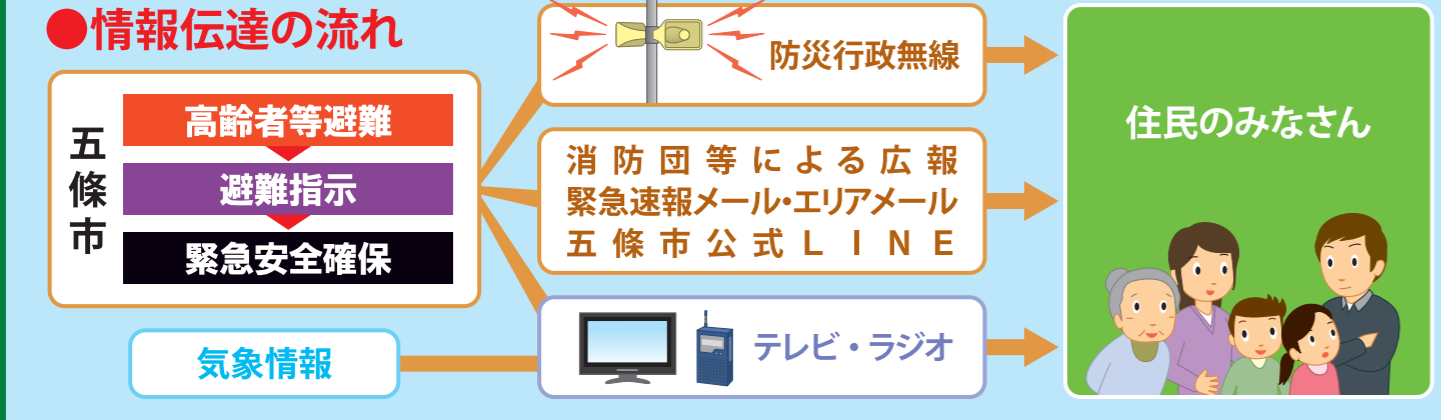 ●情報伝達の流れ
五條市
高齢者等避難
避難指示
緊急安全確保
気象情報
防災行政無線
消防団等による広報
緊急速報メール・エリアメール
五條市公式LINE
テレビ・ラジオ
住民のみなさん